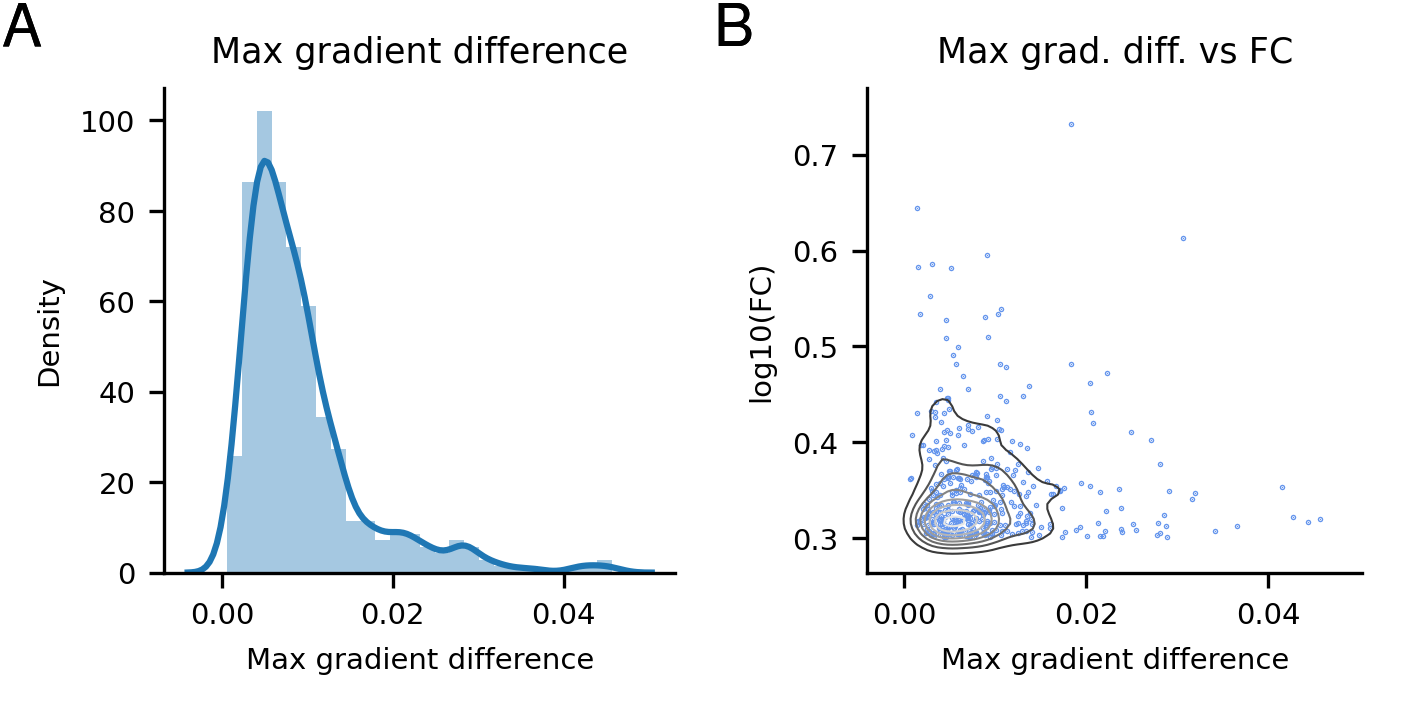 A
Max gradient difference
Density
100
80
60
40
20
0
0.00 0.02 0.04
Max gradient difference
B
Max grad. diff. vs FC
log10(FC)
0.7
0.6
0.5
0.4
0.3
0.00 0.02 0.04
Max gradient difference